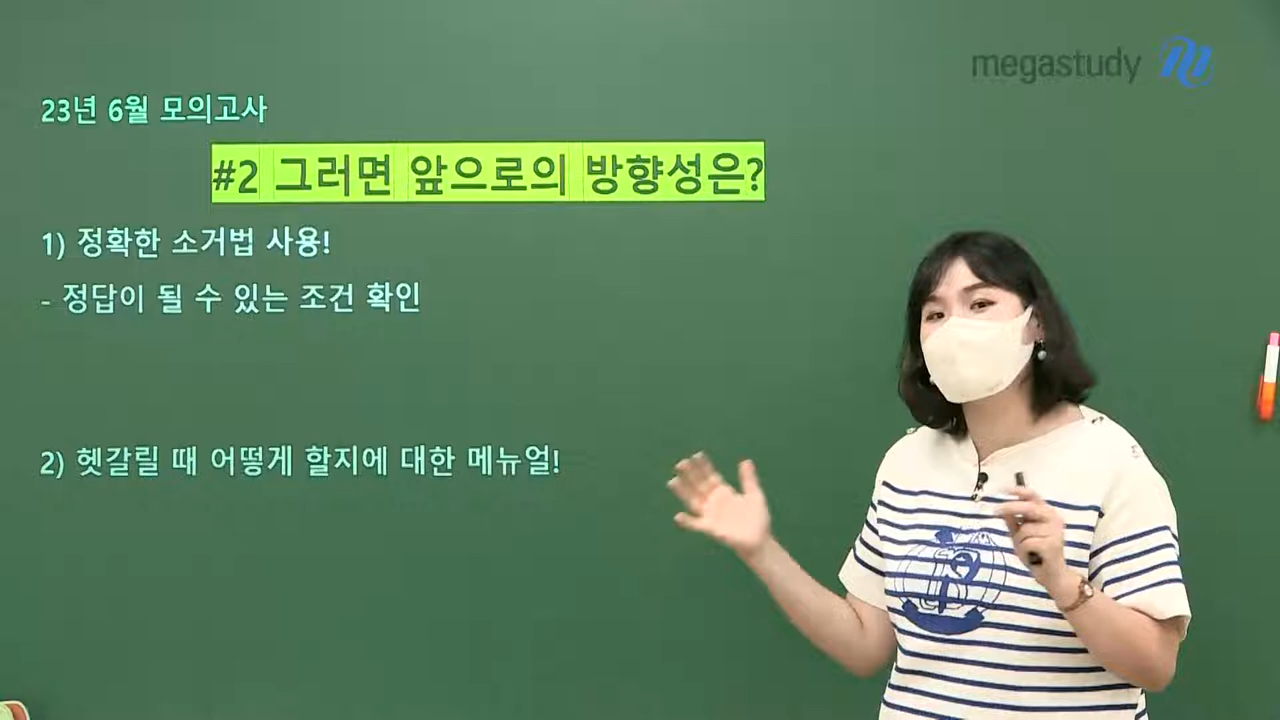 megastudy
23년 6월 모의고사
#2 그러면 앞으로의 방향성은?
1) 정확한 소거법 사용!
- 정답이 될 수 있는 조건 확인
2) 헷갈릴 때 어떻게 할지에 대한 메뉴얼!